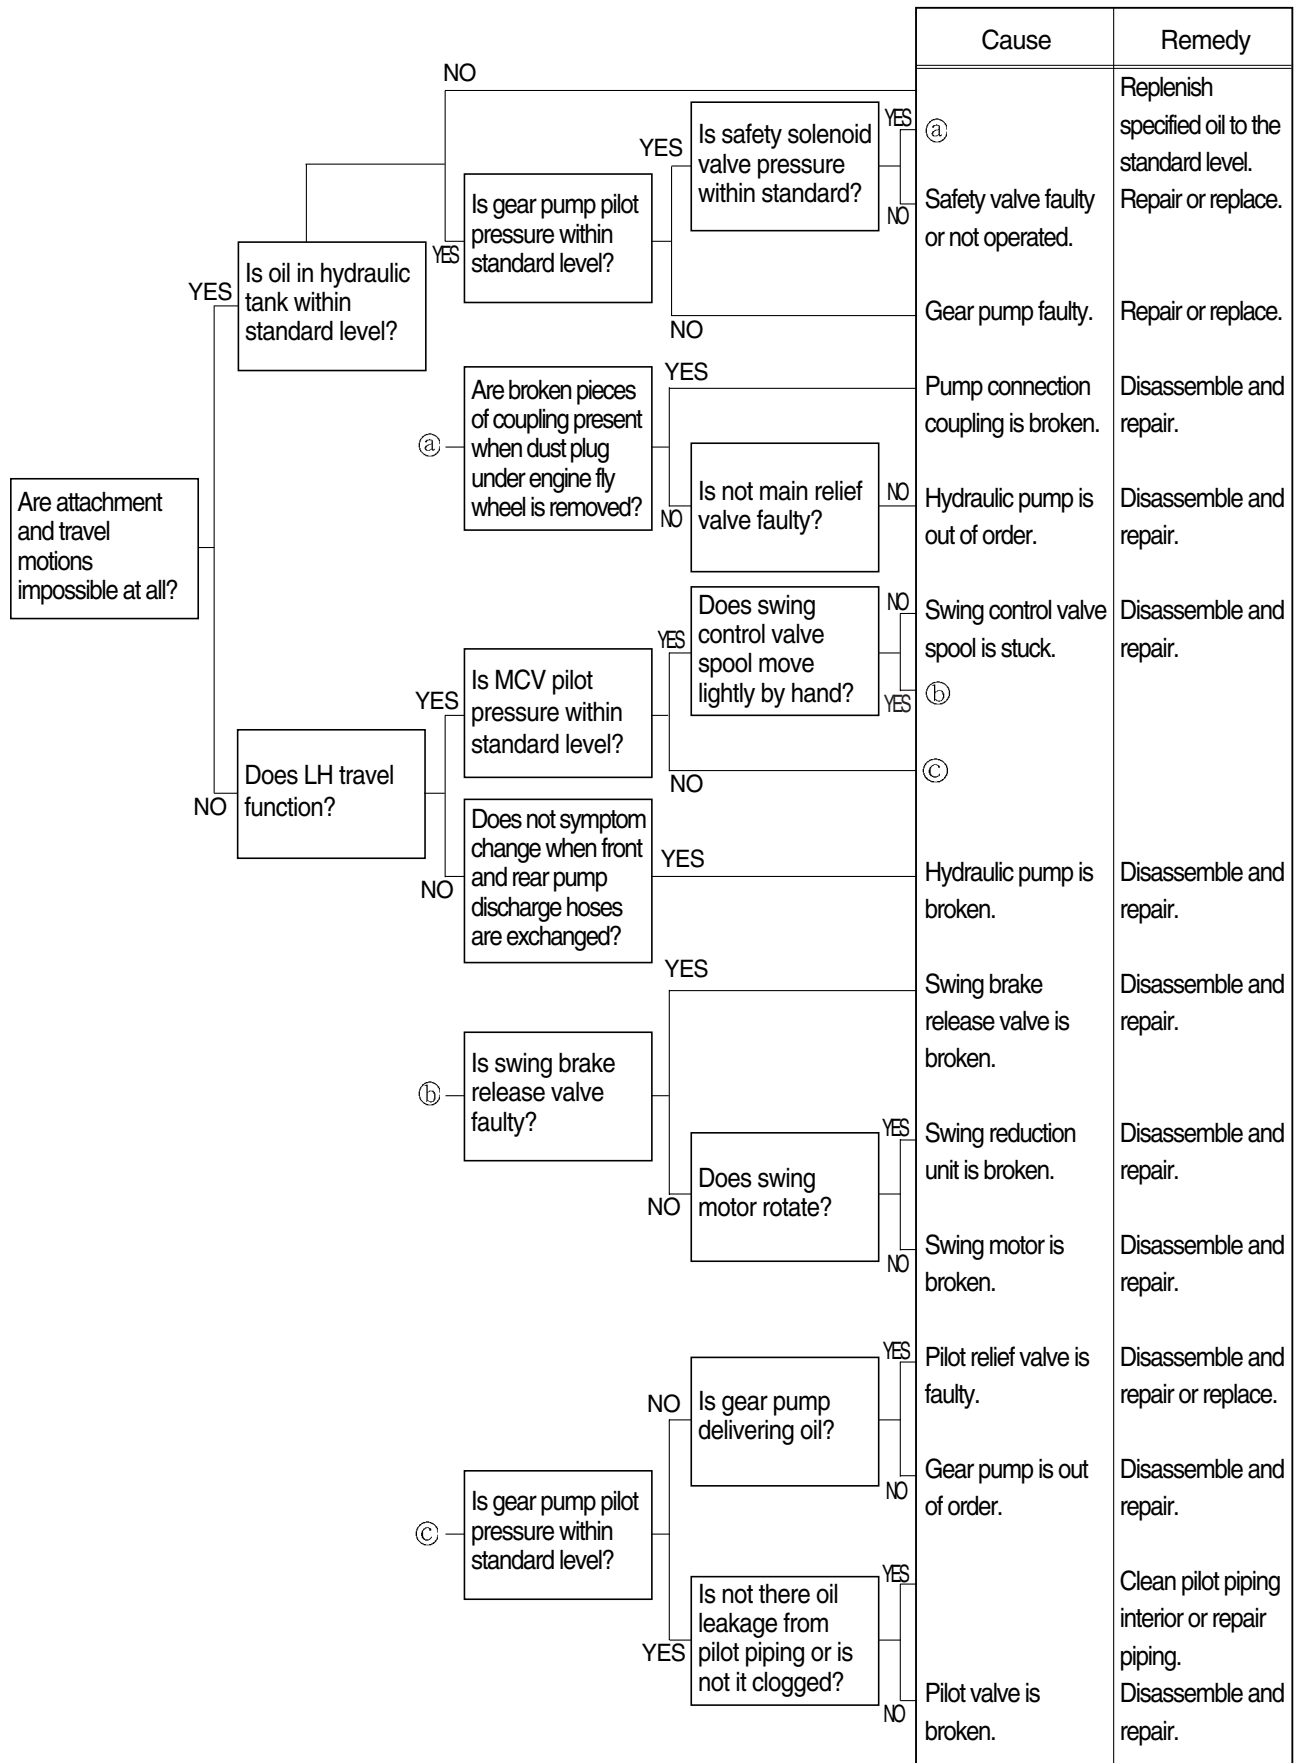 Cause
Remedy
NO
Replenish
specified oil to the
standard level.
YES
Is safety solenoid
valve pressure
within standard?
YES
ⓐ
NO
Safety valve faulty
or not operated.
Repair or replace.
Is gear pump pilot
pressure within
standard level?
YES
YES
Is oil in hydraulic
tank within
standard level?
NO
Gear pump faulty.
Repair or replace.
ⓐ
Are broken pieces
of coupling present
when dust plug
under engine fly
wheel is removed?
YES
Pump connection
coupling is broken.
Disassemble and
repair.
NO
Is not main relief
valve faulty?
NO
Hydraulic pump is
out of order.
Disassemble and
repair.
Are attachment
and travel
motions
impossible at all?
Does swing
control valve
spool move
lightly by hand?
NO
Swing control valve
spool is stuck.
Disassemble and
repair.
YES
YES
ⓑ
YES
Is MCV pilot
pressure within
standard level?
NO
ⓒ
NO
Does LH travel
function?
NO
Does not symptom
change when front
and rear pump
discharge hoses
are exchanged?
YES
Hydraulic pump is
broken.
Disassemble and
repair.
ⓑ
Is swing brake
release valve
faulty?
YES
Swing brake
release valve is
broken.
Disassemble and
repair.
NO
Does swing
motor rotate?
YES
Swing reduction
unit is broken.
Disassemble and
repair.
NO
Swing motor is
broken.
Disassemble and
repair.
ⓒ
Is gear pump pilot
pressure within
standard level?
NO
Is gear pump
delivering oil?
YES
Pilot relief valve is
faulty.
Disassemble and
repair or replace.
NO
Gear pump is out
of order.
Disassemble and
repair.
YES
Is not there oil
leakage from
pilot piping or is
not it clogged?
YES
Clean pilot piping
interior or repair
piping.
NO
Pilot valve is
broken.
Disassemble and
repair.